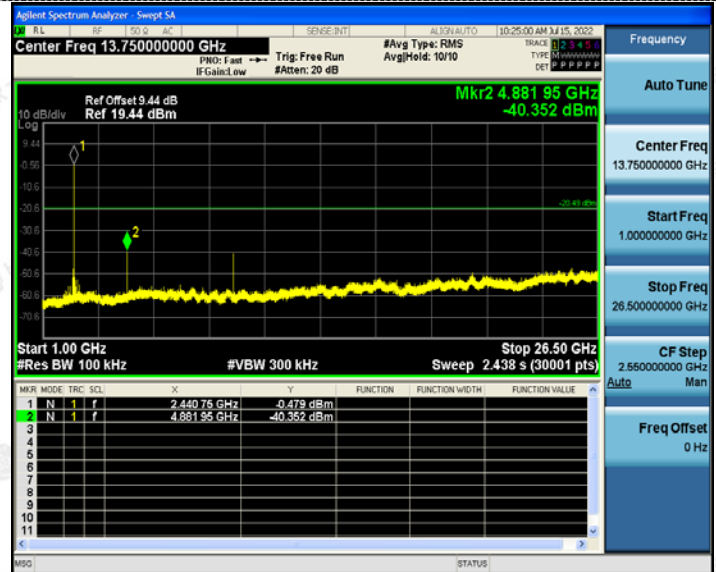 Agilent Spectrum Analyzer - Swept SA
RL RF 50 Ω AC SENSE:INT ALIGNAUTO 10:25:00 AM Jul 15, 2022
Center Freq 13.750000000 GHz
PNO: Fast Trig: Free Run
IFGain:Low #Atten: 20 dB
#Avg Type: RMS
Avg|Hold: 10/10
TRACE 1 2 3 4 5 6
TYPE MWWWWW
DET P P P P P P
Frequency
Ref Offset 9.44 dB
10 dB/div Ref 19.44 dBm
Log
Mkr2 4.881 95 GHz
-40.352 dBm
9.44
-0.56
-10.6
-20.6
-30.6
-40.6
-50.6
-60.6
-70.6
1
2
-20.49 dBm
Start 1.00 GHz Stop 26.50 GHz
#Res BW 100 kHz #VBW 300 kHz Sweep 2.438 s (30001 pts)
MKR MODE TRC SCL X Y FUNCTION FUNCTION WIDTH FUNCTION VALUE
1 N 1 f 2.440 75 GHz -0.479 dBm
2 N 1 f 4.881 95 GHz -40.352 dBm
3
4
5
6
7
8
9
10
11
MSG STATUS
Auto Tune
Center Freq
13.750000000 GHz
Start Freq
1.000000000 GHz
Stop Freq
26.500000000 GHz
CF Step
2.550000000 GHz
Auto Man
Freq Offset
0 Hz